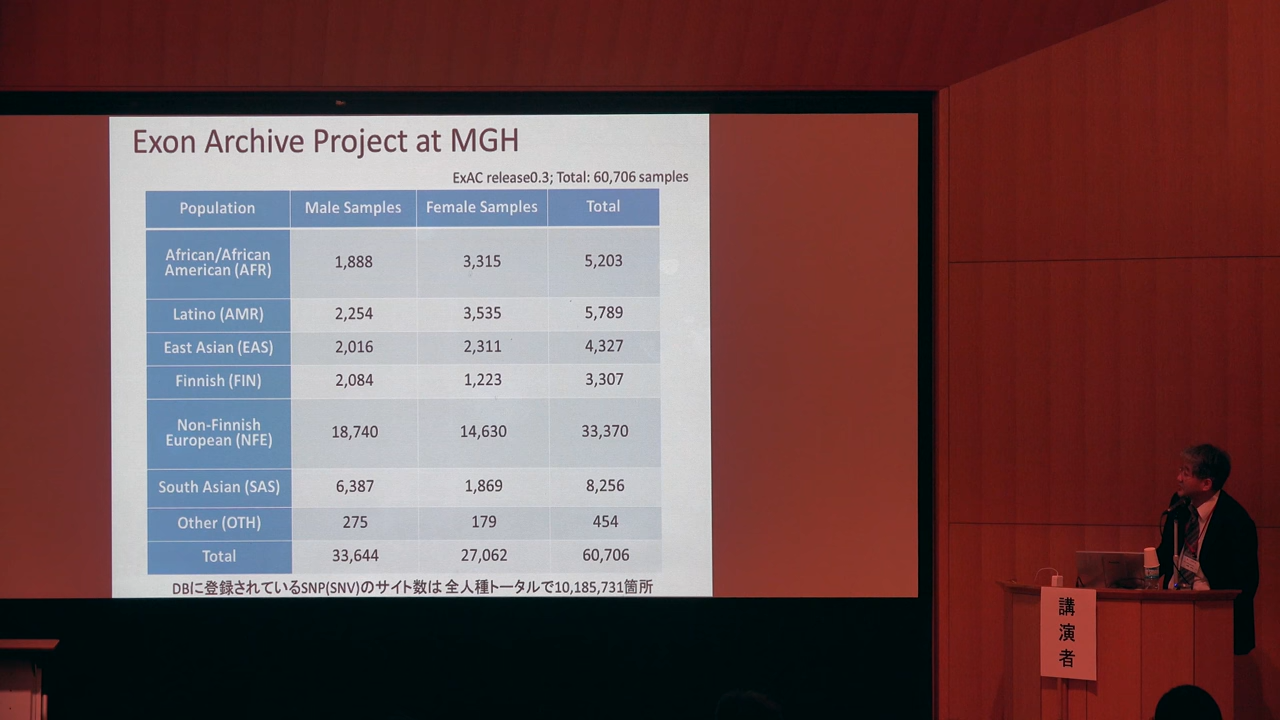 Exon Archive Project at MGH
ExAC release0.3; Total: 60,706 samples
Population Male Samples Female Samples Total
African/African
American (AFR) 1,888 3,315 5,203
Latino (AMR) 2,254 3,535 5,789
East Asian (EAS) 2,016 2,311 4,327
Finnish (FIN) 2,084 1,223 3,307
Non-Finnish
European (NFE) 18,740 14,630 33,370
South Asian (SAS) 6,387 1,869 8,256
Other (OTH) 275 179 454
Total 33,644 27,062 60,706
DBに登録されているSNP(SNV)のサイト数は 全人種トータルで10,185,731箇所
講
演
者